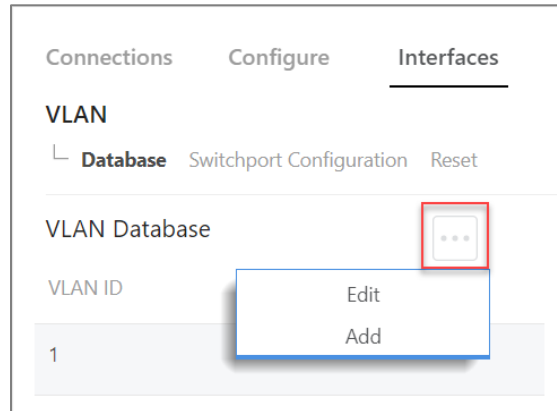 Connections Configure Interfaces
VLAN
Database Switchport Configuration Reset
VLAN Database
VLAN ID
Edit
Add
1